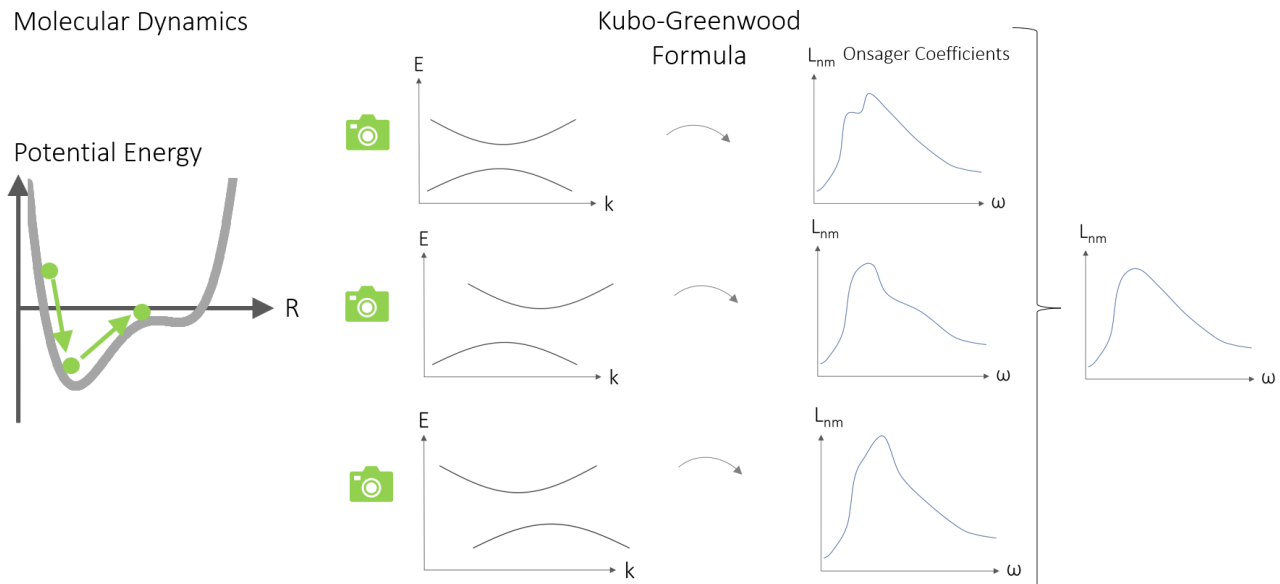 Molecular Dynamics
Kubo-Greenwood
Formula
Potential Energy
R
E
k
Lnm Onsager Coefficients
ω
E
k
Lnm
ω
E
k
Lnm
ω
Lnm
ω